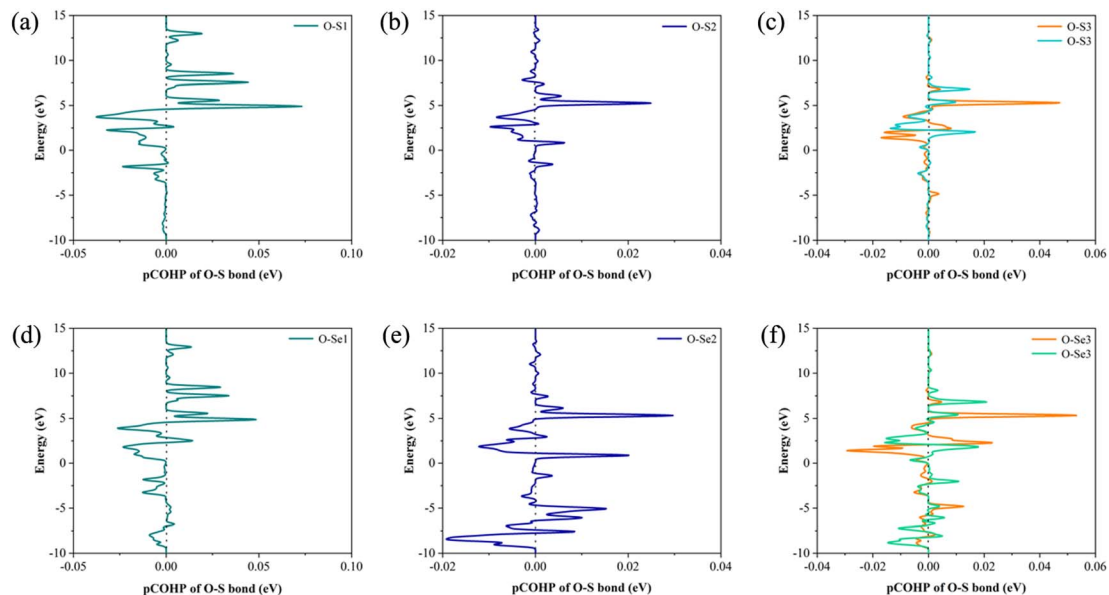 (a)
O-S1
15
10
5
0
-5
-10
Energy (eV)
-0.05 0.00 0.05 0.10
pCOHP of O-S bond (eV)
(b)
O-S2
15
10
5
0
-5
-10
Energy (eV)
-0.02 0.00 0.02 0.04
pCOHP of O-S bond (eV)
(c)
O-S3
O-S3
15
10
5
0
-5
-10
Energy (eV)
-0.04 -0.02 0.00 0.02 0.04 0.06
pCOHP of O-S bond (eV)
(d)
O-Se1
15
10
5
0
-5
-10
Energy (eV)
-0.05 0.00 0.05 0.10
pCOHP of O-S bond (eV)
(e)
O-Se2
15
10
5
0
-5
-10
Energy (eV)
-0.02 0.00 0.02 0.04
pCOHP of O-S bond (eV)
(f)
O-Se3
O-Se3
15
10
5
0
-5
-10
Energy (eV)
-0.04 -0.02 0.00 0.02 0.04 0.06
pCOHP of O-S bond (eV)